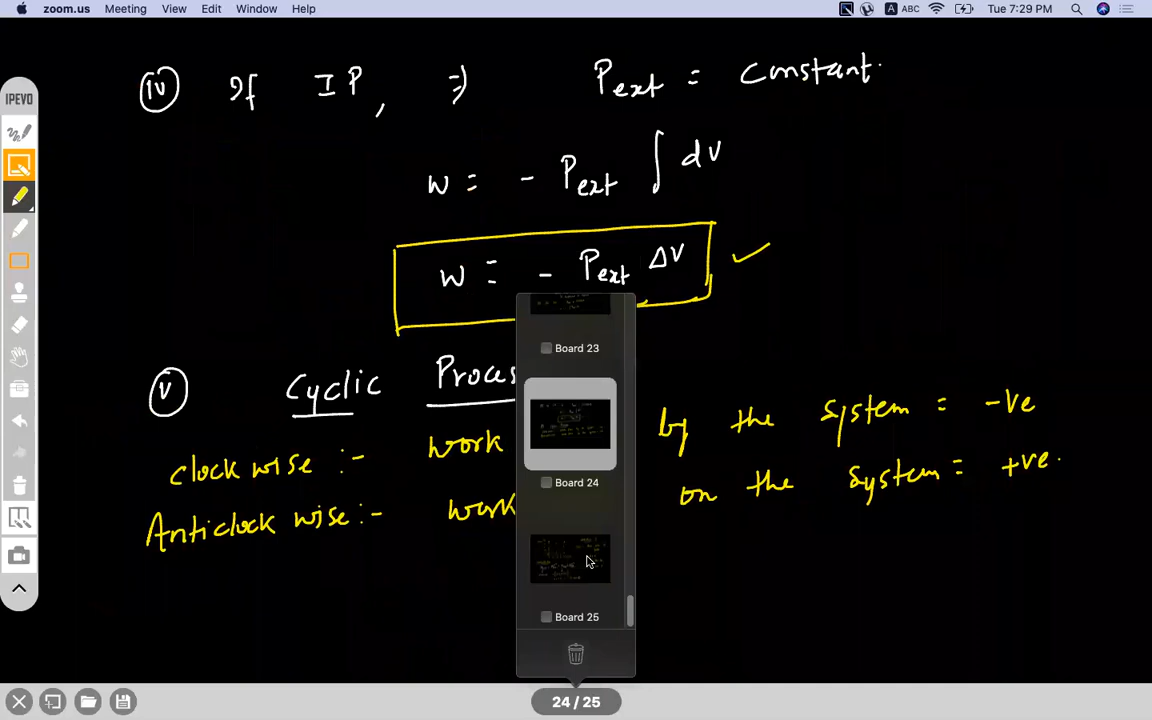 zoom.us Meeting View Edit Window Help ABC Tue 7:29 PM
IPEVO
(iv) If IP, ⇒ Pext = constant.
w = - Pext ∫ dV
w = - Pext ΔV ✓
(v) Cyclic Proces
clock wise :- work by the system = -ve
Anticlock wise :- work on the system = +ve.
Board 23
Board 24
Board 25
24 / 25